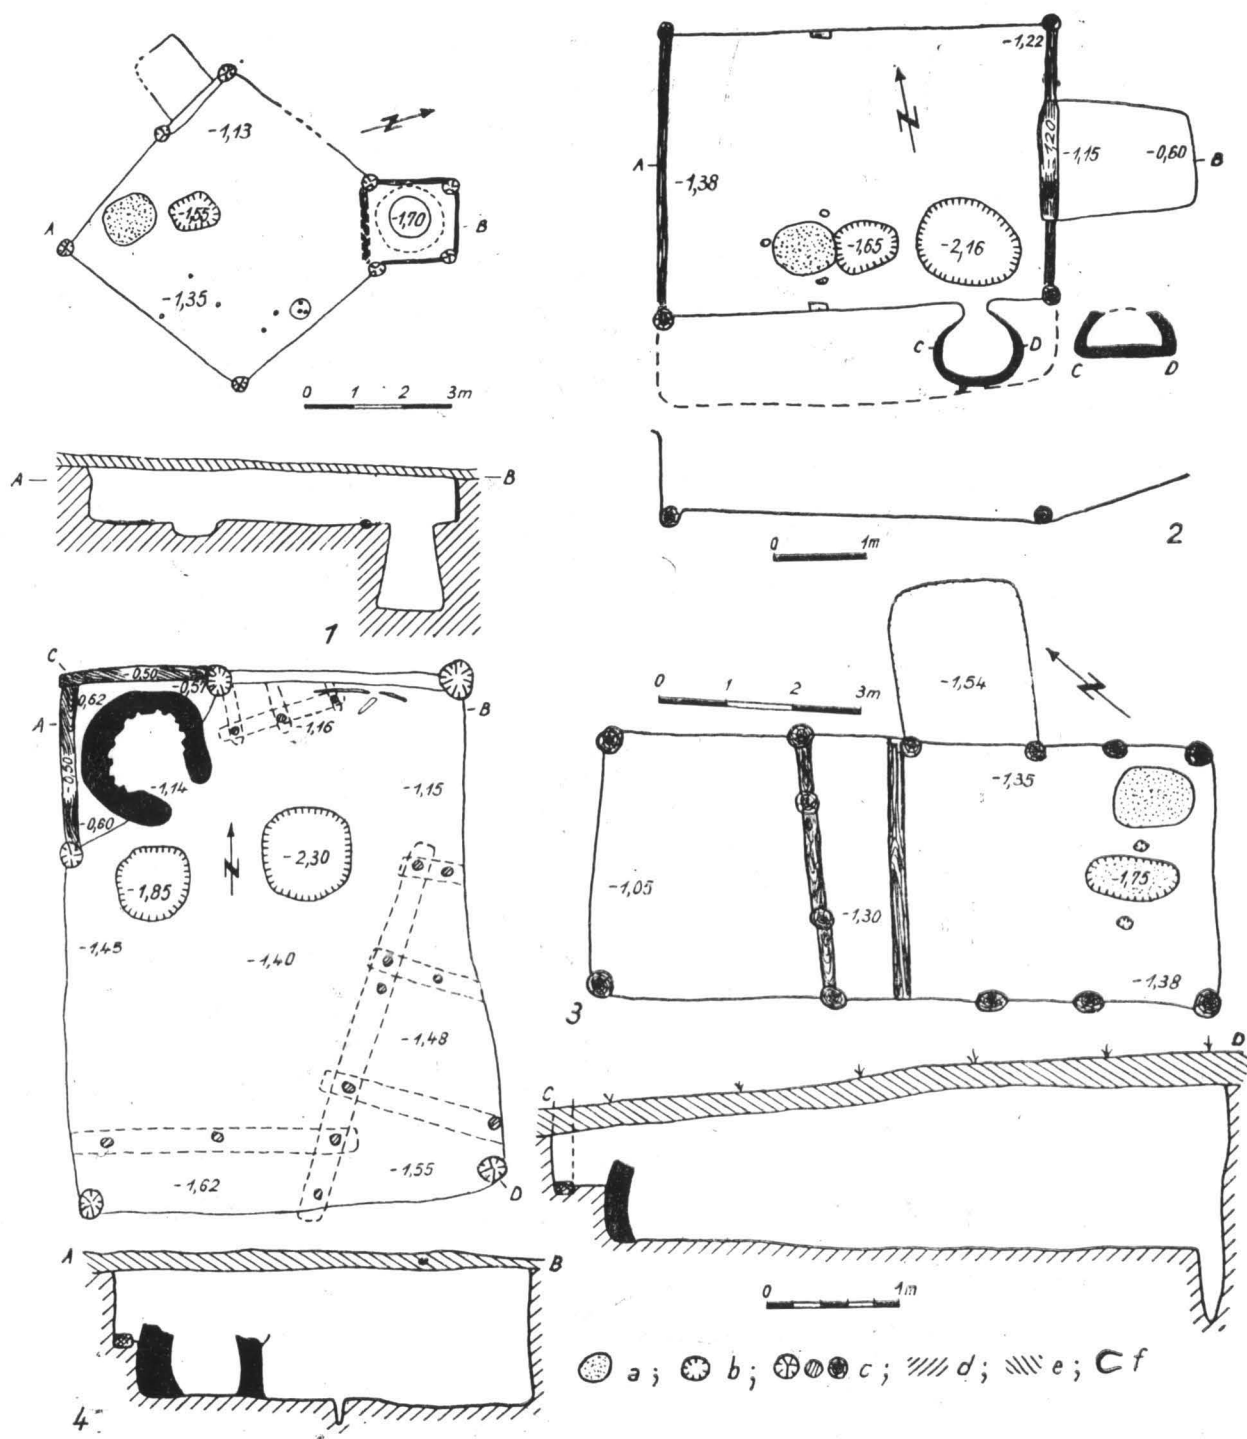 -1,13
N
A
-1,55
-1,70
B
-1,35
0 1 2 3m
A B
1
-1,22
N
A
-1,38
-1,20
-1,15
-0,60
B
-1,65
-2,16
C D
C D
0 1m
2
C
-0,50
-0,57
0,62
A
B
-1,16
-0,50
-1,14
-1,15
-0,60
N
-2,30
-1,85
-1,45
-1,40
-1,48
-1,55
-1,62
D
0 1 2 3m
-1,54
N
-1,35
-1,05
-1,30
-1,75
-1,38
3
C
D
A B
4
0 1m
a; b; c; d; e; f